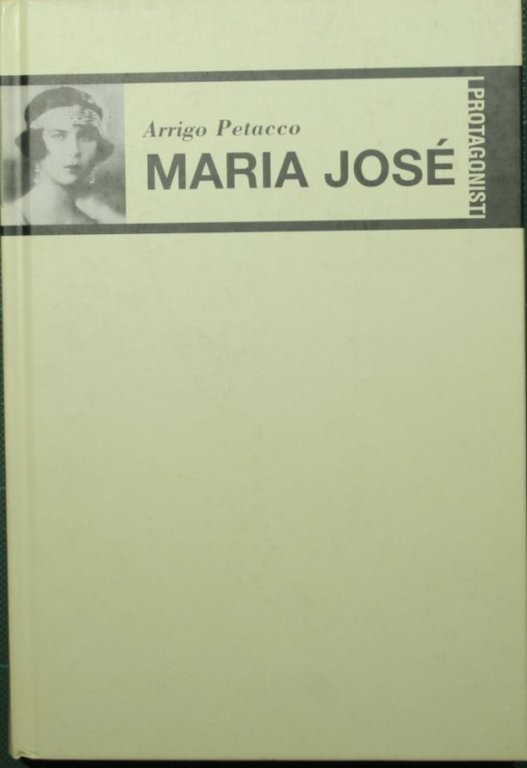 Arrigo Petacco
MARIA JOSÉ
I PROTAGONISTI